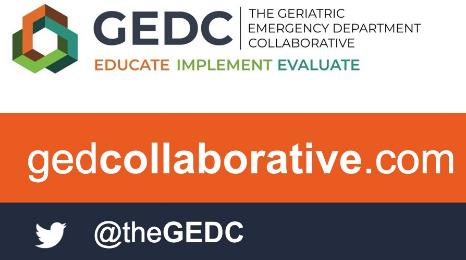 GEDC
THE GERIATRIC
EMERGENCY DEPARTMENT
COLLABORATIVE
EDUCATE IMPLEMENT EVALUATE
gedcollaborative.com
@theGEDC